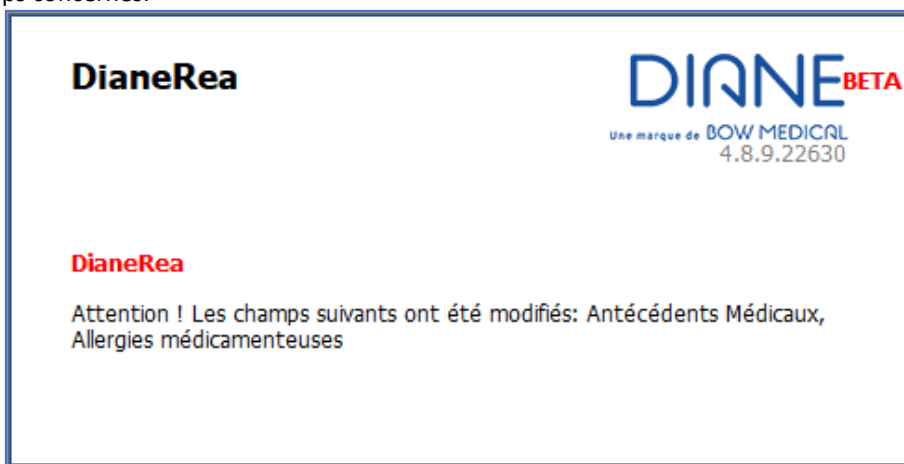 DianeRea
DIANE BETA
Une marque de BOW MEDICAL
4.8.9.22630
DianeRea
Attention ! Les champs suivants ont été modifiés: Antécédents Médicaux,
Allergies médicamenteuses